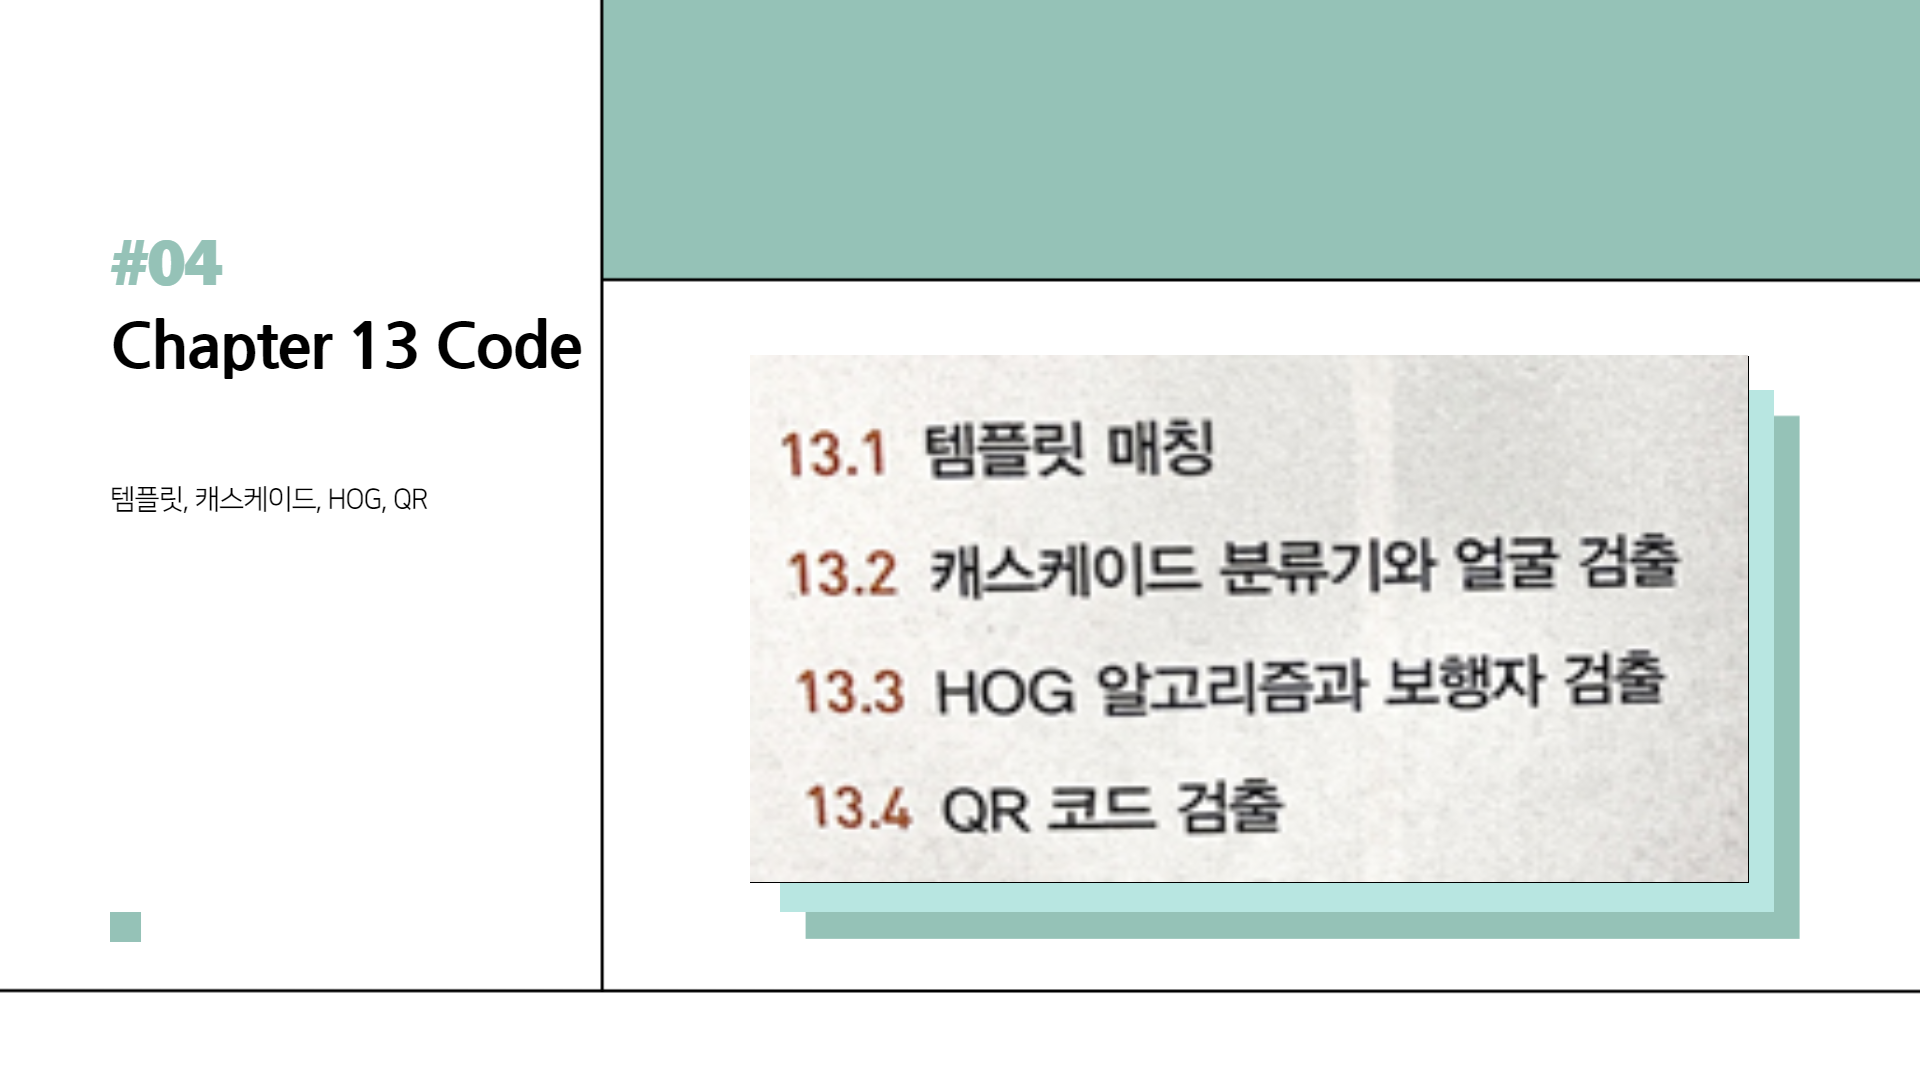 #04
Chapter 13 Code
템플릿, 캐스케이드, HOG, QR
13.1 템플릿 매칭
13.2 캐스케이드 분류기와 얼굴 검출
13.3 HOG 알고리즘과 보행자 검출
13.4 QR 코드 검출